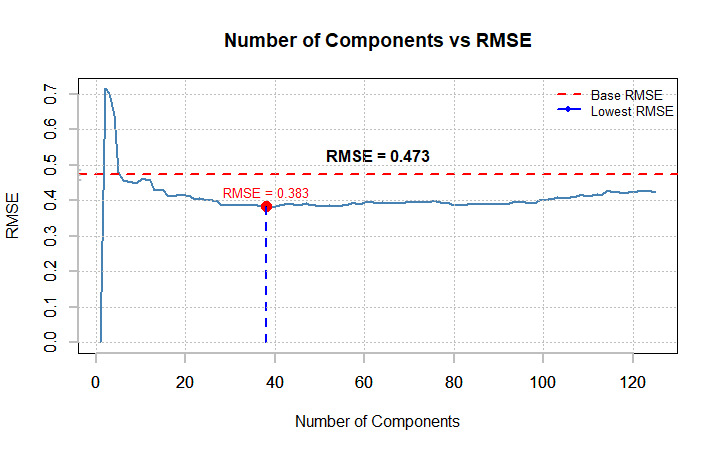 Number of Components vs RMSE
Base RMSE
Lowest RMSE
RMSE = 0.473
RMSE = 0.383
RMSE
0.7
0.6
0.5
0.4
0.3
0.2
0.1
0.0
0 20 40 60 80 100 120
Number of Components